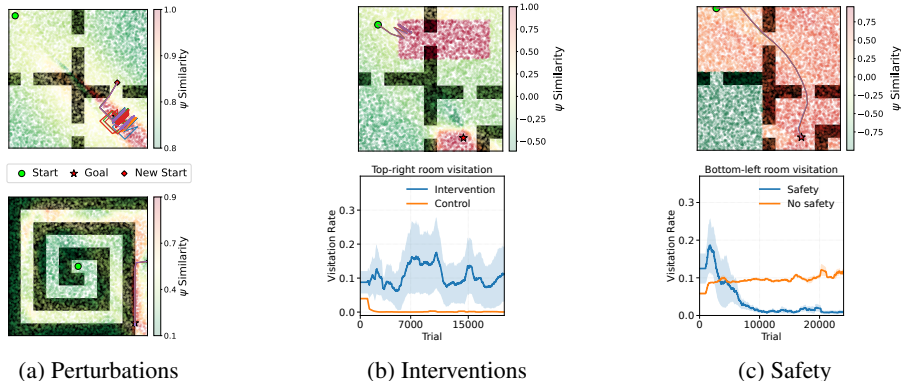 1.0
0.8
0.8
0.8
ψ Similarity
Start
Goal
New Start
0.9
0.7
0.4
0.1
ψ Similarity
(a) Perturbations
1.00
0.75
0.50
0.25
0.00
−0.25
−0.50
ψ Similarity
Top-right room visitation
Intervention
Control
0.3
0.2
0.1
0.0
Visitation Rate
0
7000
15000
Trial
(b) Interventions
0.75
0.50
0.25
0.00
−0.25
−0.50
−0.75
ψ Similarity
Bottom-left room visitation
Safety
No safety
0.3
0.2
0.1
0.0
Visitation Rate
0
10000
20000
Trial
(c) Safety